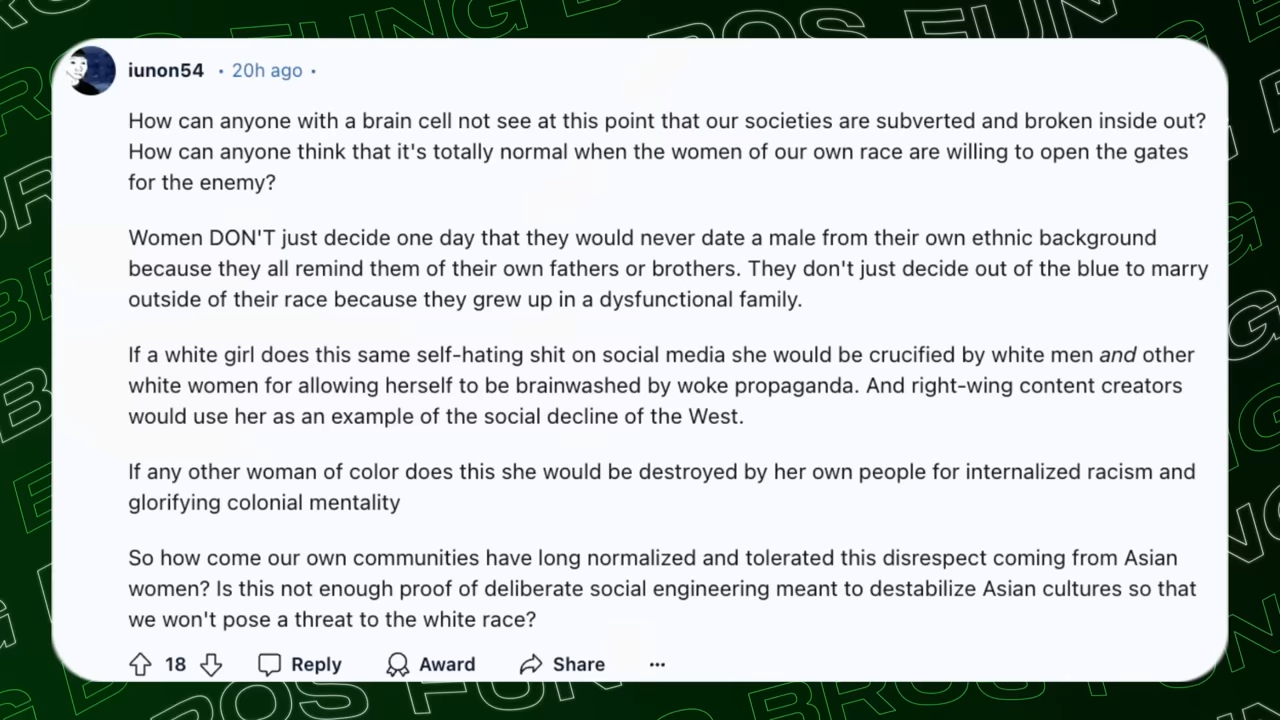 BROS FUNG BROS FUNG B
iunon54 · 20h ago ·
How can anyone with a brain cell not see at this point that our societies are subverted and broken inside out?
How can anyone think that it's totally normal when the women of our own race are willing to open the gates
for the enemy?
Women DON'T just decide one day that they would never date a male from their own ethnic background
because they all remind them of their own fathers or brothers. They don't just decide out of the blue to marry
outside of their race because they grew up in a dysfunctional family.
If a white girl does this same self-hating shit on social media she would be crucified by white men and other
white women for allowing herself to be brainwashed by woke propaganda. And right-wing content creators
would use her as an example of the social decline of the West.
If any other woman of color does this she would be destroyed by her own people for internalized racism and
glorifying colonial mentality
So how come our own communities have long normalized and tolerated this disrespect coming from Asian
women? Is this not enough proof of deliberate social engineering meant to destabilize Asian cultures so that
we won't pose a threat to the white race?
18 Reply Award Share ...